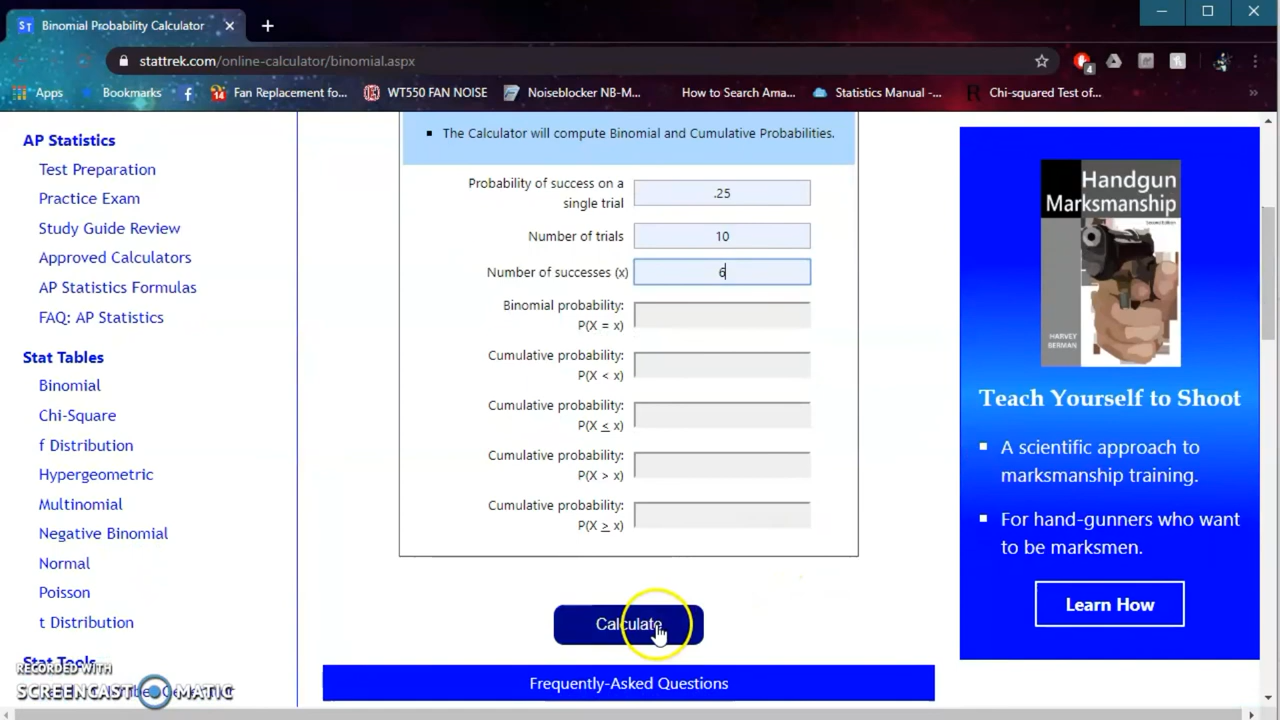 ST Binomial Probability Calculator
stattrek.com/online-calculator/binomial.aspx
4
Apps
Bookmarks
14 Fan Replacement fo...
WT550 FAN NOISE
Noiseblocker NB-M...
How to Search Ama...
Statistics Manual -...
R Chi-squared Test of...
AP Statistics
Test Preparation
Practice Exam
Study Guide Review
Approved Calculators
AP Statistics Formulas
FAQ: AP Statistics
Stat Tables
Binomial
Chi-Square
f Distribution
Hypergeometric
Multinomial
Negative Binomial
Normal
Poisson
t Distribution
Stat Tools
RECORDED WITH
SCREENCAST-O-MATIC
▪ The Calculator will compute Binomial and Cumulative Probabilities.
Probability of success on a
single trial
.25
Number of trials 10
Number of successes (x) 6
Binomial probability:
P(X = x)
Cumulative probability:
P(X < x)
Cumulative probability:
P(X ≤ x)
Cumulative probability:
P(X > x)
Cumulative probability:
P(X ≥ x)
Calculate
Frequently-Asked Questions
Handgun
Marksmanship
HARVEY
BERMAN
Teach Yourself to Shoot
▪ A scientific approach to
marksmanship training.
▪ For hand-gunners who want
to be marksmen.
Learn How